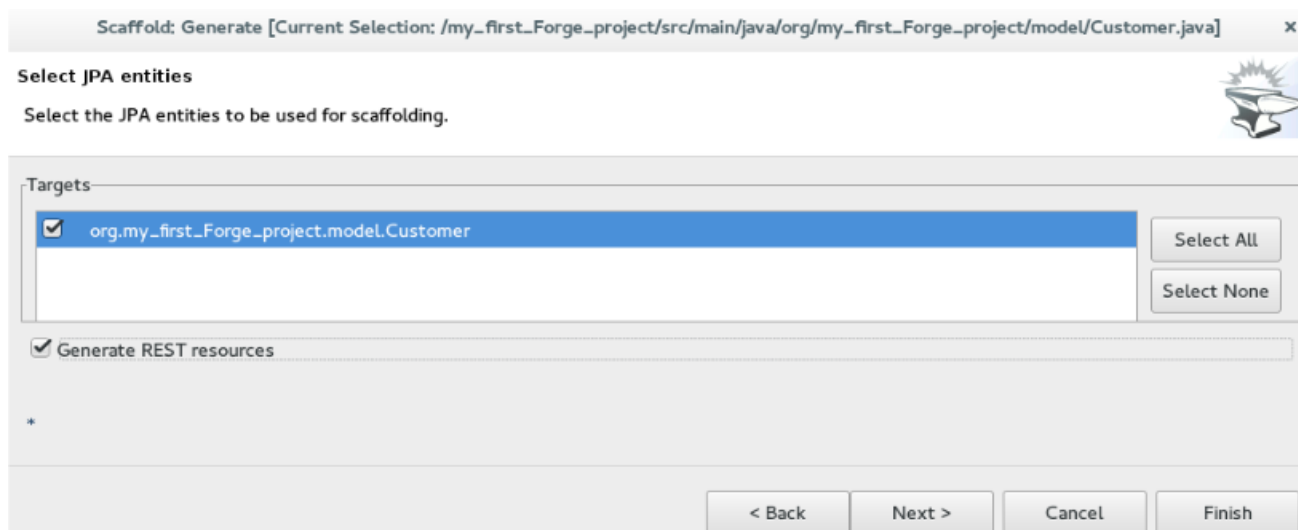 Scaffold: Generate [Current Selection: /my_first_Forge_project/src/main/java/org/my_first_Forge_project/model/Customer.java] ×
Select JPA entities
Select the JPA entities to be used for scaffolding.
Targets
org.my_first_Forge_project.model.Customer
Select All
Select None
Generate REST resources
*
< Back Next > Cancel Finish